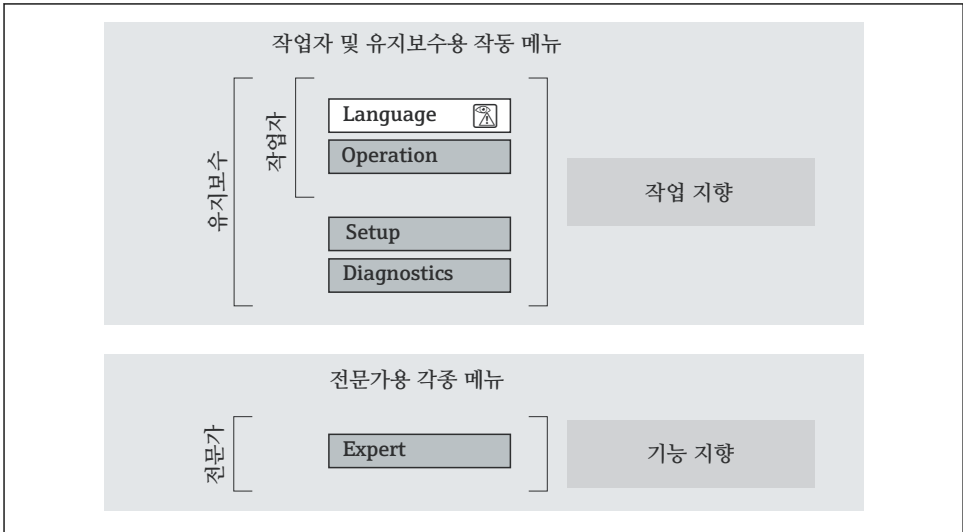 작업자 및 유지보수용 작동 메뉴
유지보수
작업자
Language
Operation
Setup
Diagnostics
작업 지향
전문가용 각종 메뉴
전문가
Expert
기능 지향